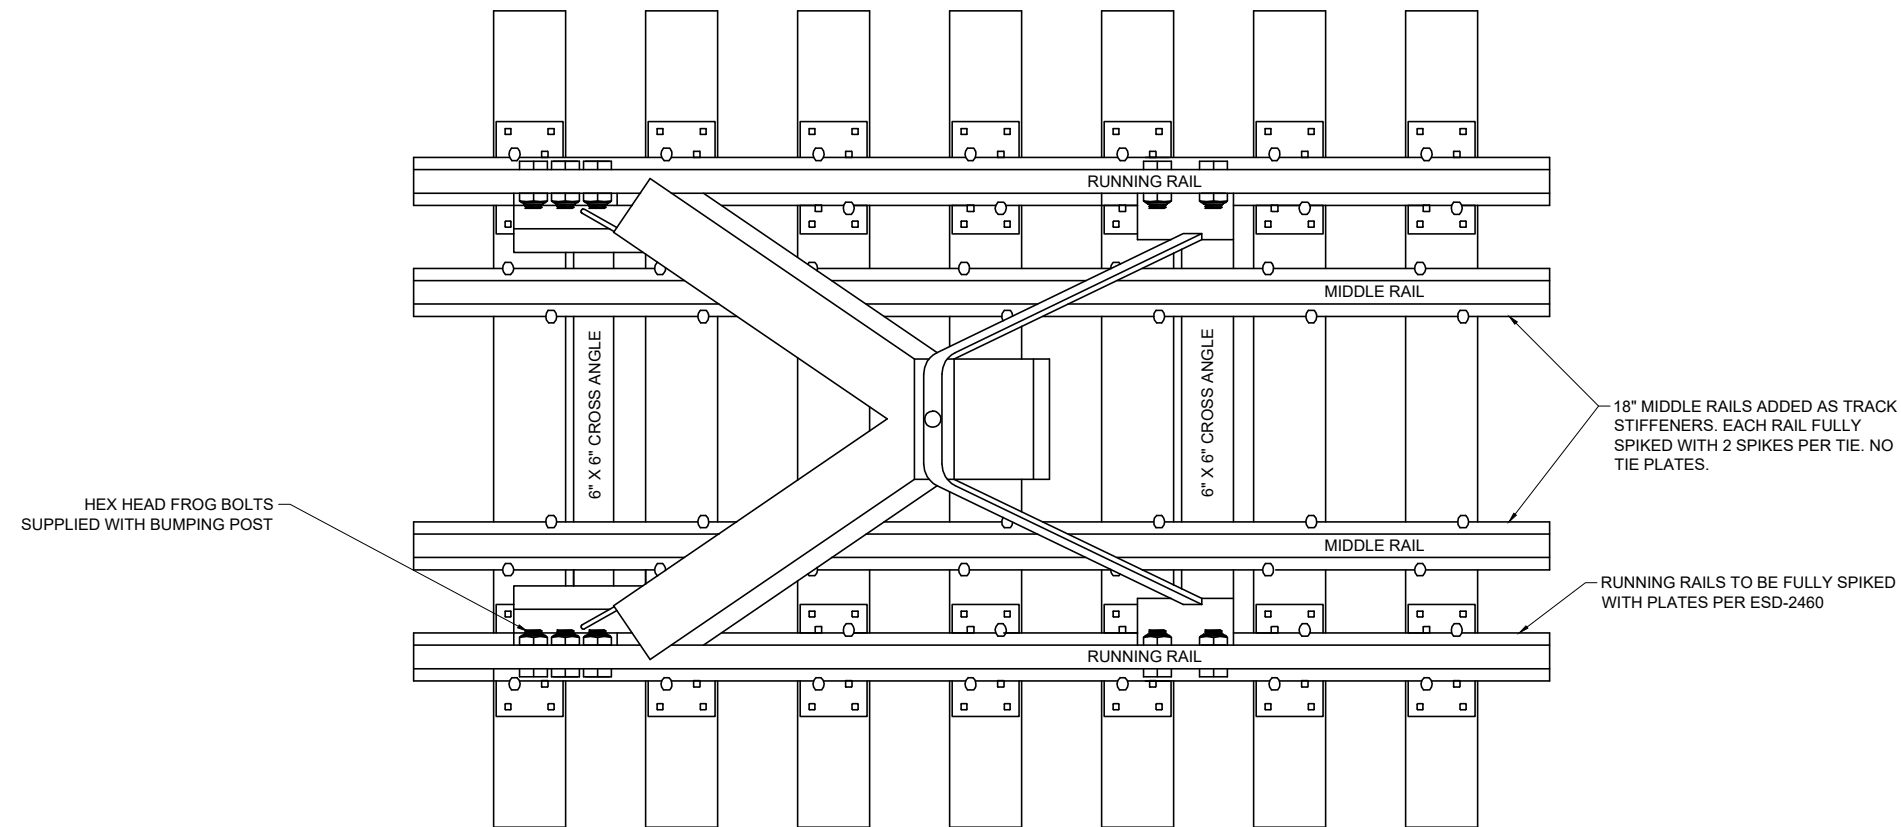 RUNNING RAIL
MIDDLE RAIL
6" X 6" CROSS ANGLE
6" X 6" CROSS ANGLE
18" MIDDLE RAILS ADDED AS TRACK
STIFFENERS. EACH RAIL FULLY
SPIKED WITH 2 SPIKES PER TIE. NO
TIE PLATES.
HEX HEAD FROG BOLTS
SUPPLIED WITH BUMPING POST
MIDDLE RAIL
RUNNING RAILS TO BE FULLY SPIKED
WITH PLATES PER ESD-2460
RUNNING RAIL